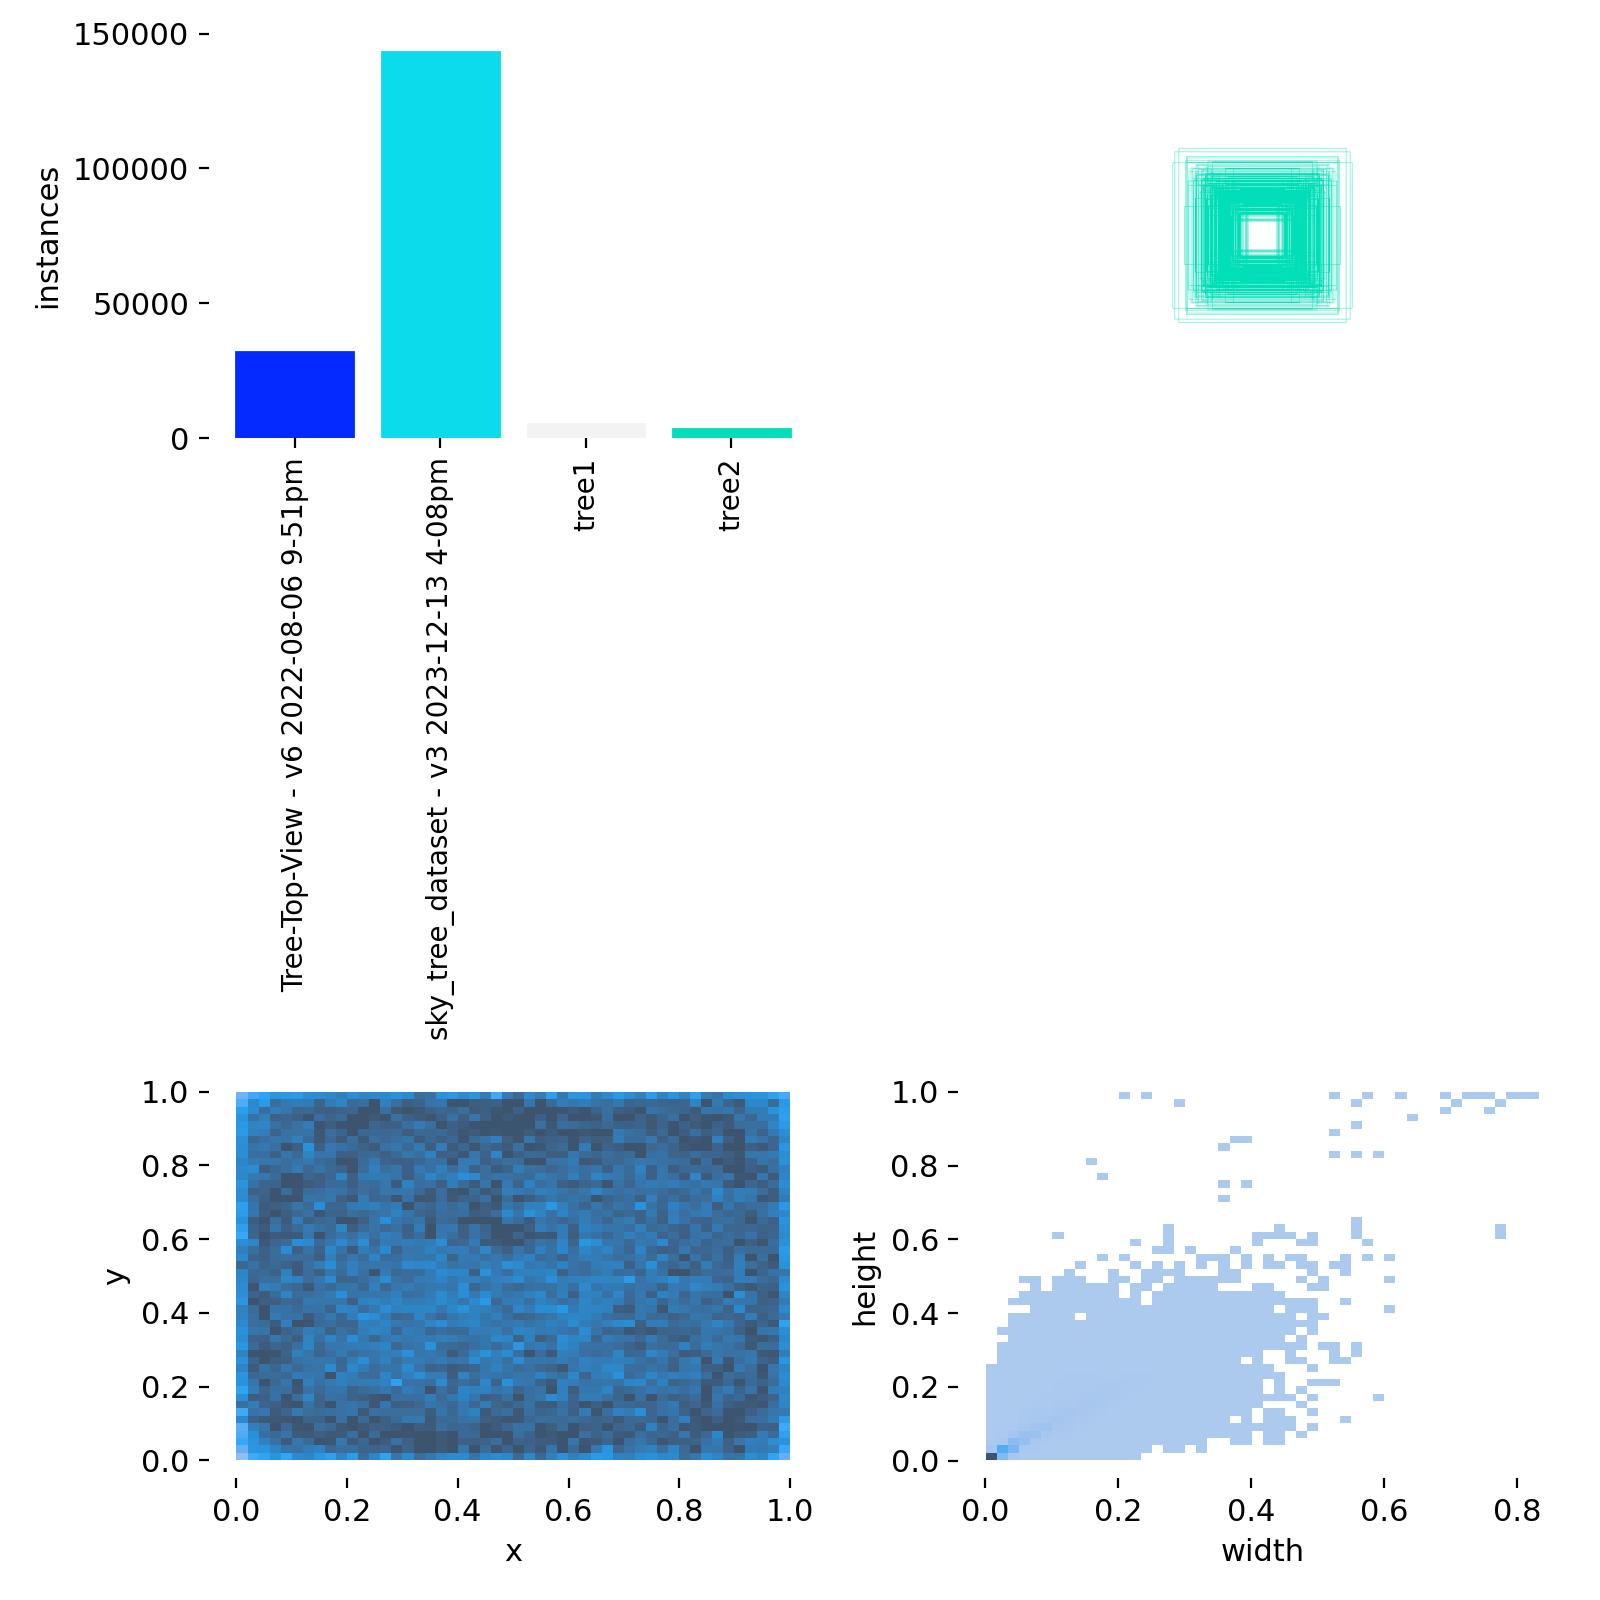 150000
100000
50000
0
instances
Tree-Top-View - v6 2022-08-06 9-51pm
sky_tree_dataset - v3 2023-12-13 4-08pm
tree1
tree2
1.0
0.8
0.6
0.4
0.2
0.0
y
0.0 0.2 0.4 0.6 0.8 1.0
x
1.0
0.8
0.6
0.4
0.2
0.0
height
0.0 0.2 0.4 0.6 0.8
width